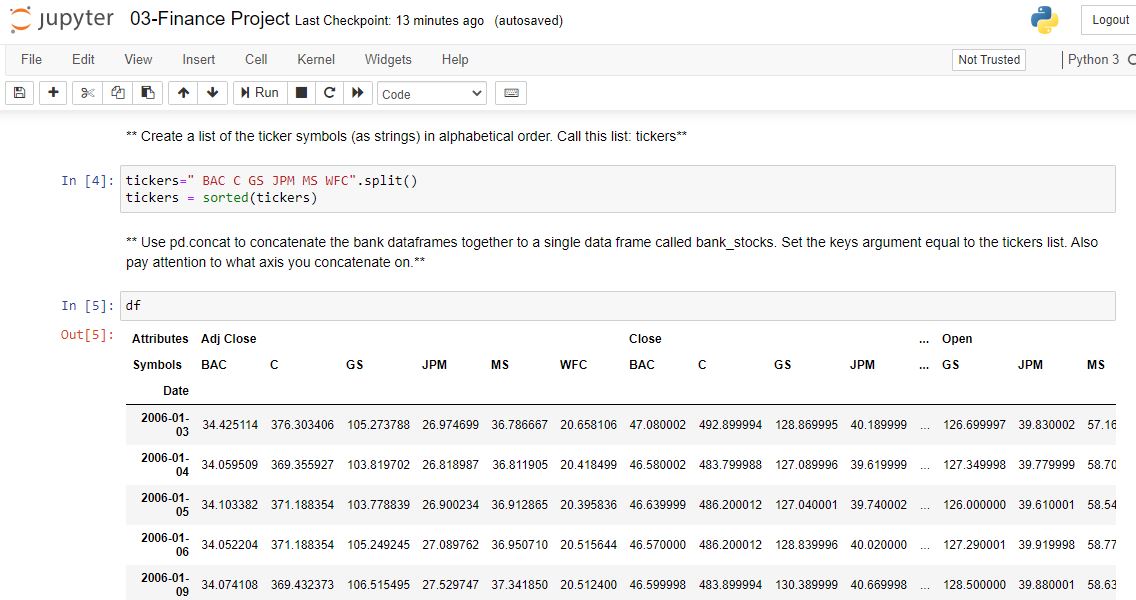 jupyter 03-Finance Project Last Checkpoint: 13 minutes ago (autosaved)
Logout
File Edit View Insert Cell Kernel Widgets Help
Not Trusted
Python 3
Run
Code
** Create a list of the ticker symbols (as strings) in alphabetical order. Call this list: tickers**
In [4]: tickers=" BAC C GS JPM MS WFC".split()
tickers = sorted(tickers)
** Use pd.concat to concatenate the bank dataframes together to a single data frame called bank_stocks. Set the keys argument equal to the tickers list. Also
pay attention to what axis you concatenate on.**
In [5]: df
Out[5]:
Attributes Adj Close Close ... Open
Symbols BAC C GS JPM MS WFC BAC C GS JPM ... GS JPM MS
Date
2006-01-
03 34.425114 376.303406 105.273788 26.974699 36.786667 20.658106 47.080002 492.899994 128.869995 40.189999 ... 126.699997 39.830002 57.16
2006-01-
04 34.059509 369.355927 103.819702 26.818987 36.811905 20.418499 46.580002 483.799988 127.089996 39.619999 ... 127.349998 39.779999 58.70
2006-01-
05 34.103382 371.188354 103.778839 26.900234 36.912865 20.395836 46.639999 486.200012 127.040001 39.740002 ... 126.000000 39.610001 58.54
2006-01-
06 34.052204 371.188354 105.249245 27.089762 36.950710 20.515644 46.570000 486.200012 128.839996 40.020000 ... 127.290001 39.919998 58.77
2006-01-
09 34.074108 369.432373 106.515495 27.529747 37.341850 20.512400 46.599998 483.899994 130.389999 40.669998 ... 128.500000 39.880001 58.63